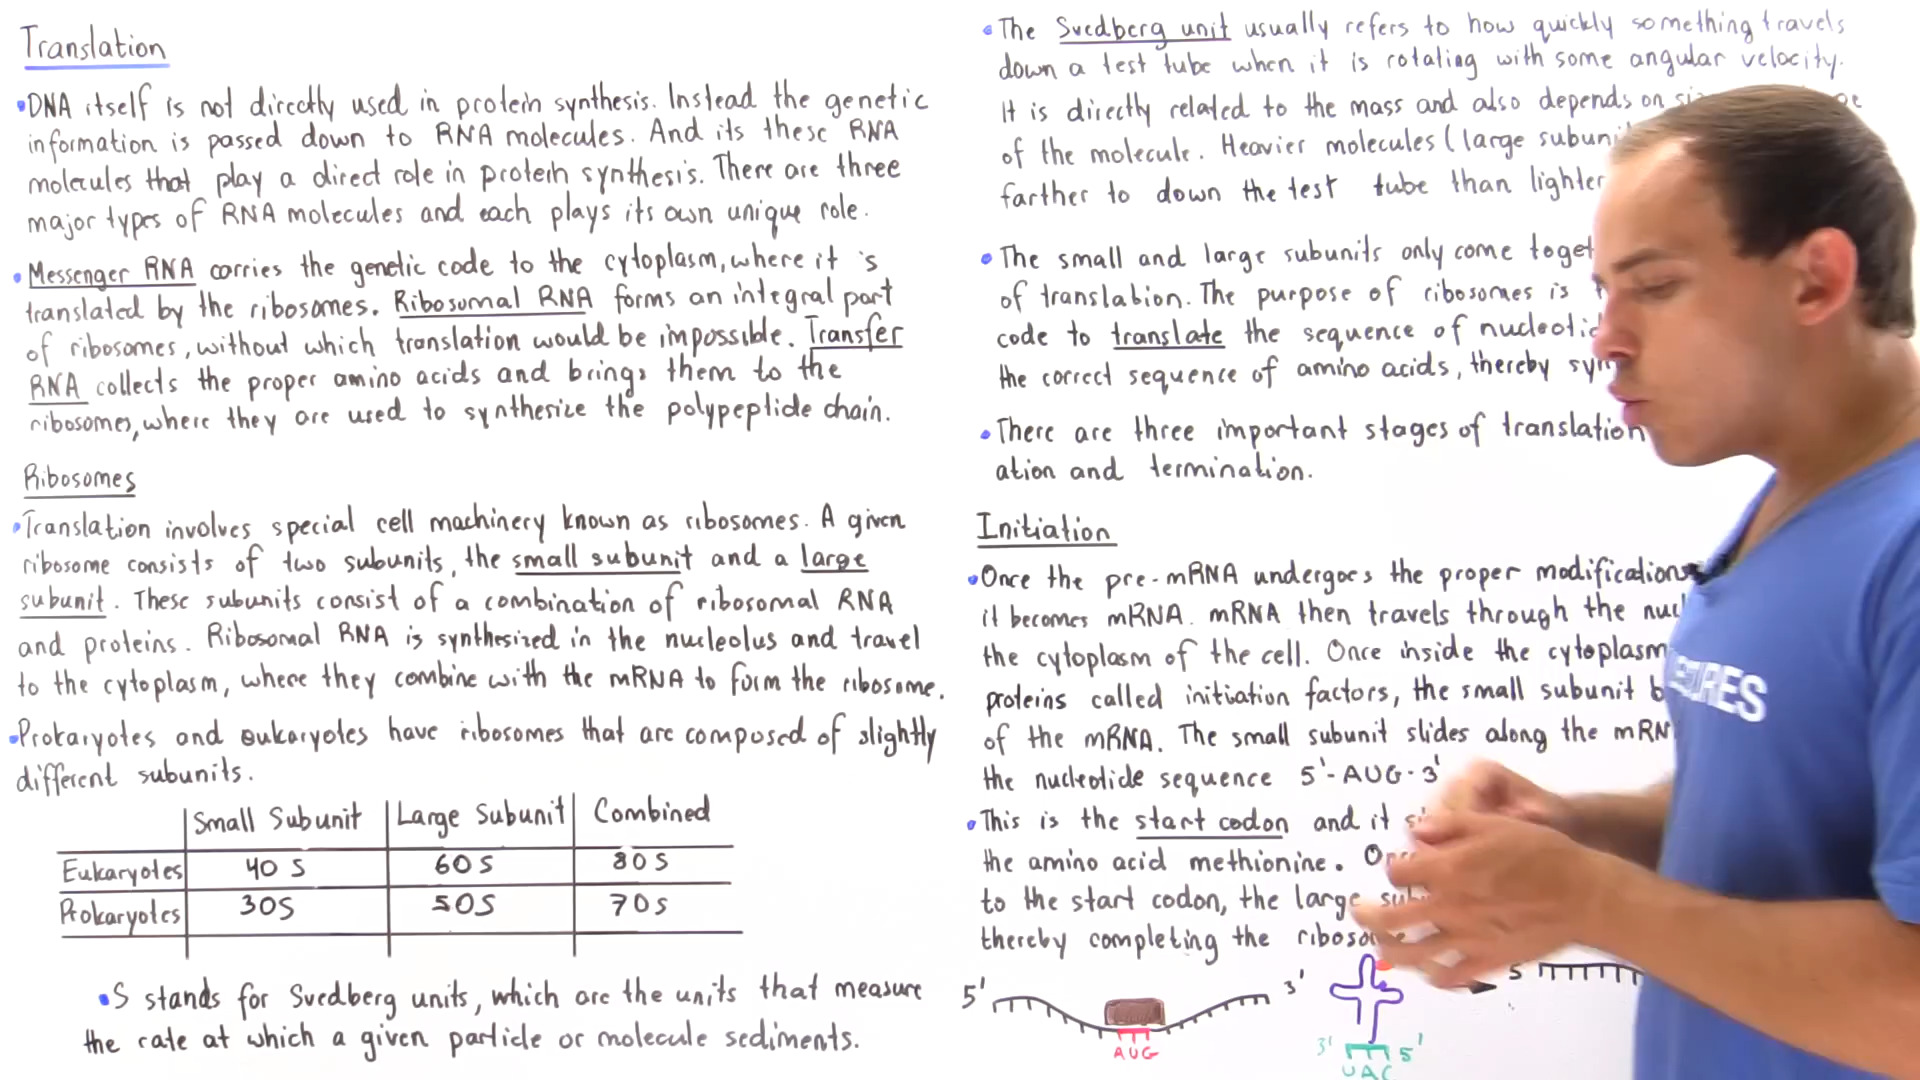 Translation
•DNA itself is not directly used in protein synthesis. Instead the genetic
information is passed down to RNA molecules. And its these RNA
molecules that play a direct role in protein synthesis. There are three
major types of RNA molecules and each plays its own unique role.
•Messenger RNA carries the genetic code to the cytoplasm, where it is
translated by the ribosomes. Ribosomal RNA forms an integral part
of ribosomes, without which translation would be impossible. Transfer
RNA collects the proper amino acids and brings them to the
ribosomes, where they are used to synthesize the polypeptide chain.
Ribosomes
•Translation involves special cell machinery known as ribosomes. A given
ribosome consists of two subunits, the small subunit and a large
subunit. These subunits consist of a combination of ribosomal RNA
and proteins. Ribosomal RNA is synthesized in the nucleolus and travel
to the cytoplasm, where they combine with the mRNA to form the ribosome.
•Prokaryotes and eukaryotes have ribosomes that are composed of slightly
different subunits.
Small Subunit Large Subunit Combined
Eukaryotes 40 S 60 S 80 S
Prokaryotes 30S 50S 70s
•S stands for Svedberg units, which are the units that measure
the rate at which a given particle or molecule sediments.
•The Svedberg unit usually refers to how quickly something travels
down a test tube when it is rotating with some angular velocity.
It is directly related to the mass and also depends on
of the molecule. Heavier molecules (large
farther to down the test tube than lighter
•The small and large subunits only come
of translation. The purpose of ribosomes is
code to translate the sequence of
the correct sequence of amino acids, thereby
•There are three important stages of translation
ation and termination.
Initiation
•Once the pre-mRNA undergoes the proper modifications
it becomes mRNA. mRNA then travels through the
the cytoplasm of the cell. Once inside the cytoplasm
proteins called initiation factors, the small subunit
of the mRNA. The small subunit slides along the
the nucleotide sequence 5'-AUG-3'
•This is the start codon and it
the amino acid methionine.
to the start codon, the large
thereby completing the
5' 3'
AUG
3' 5'
UAC
5